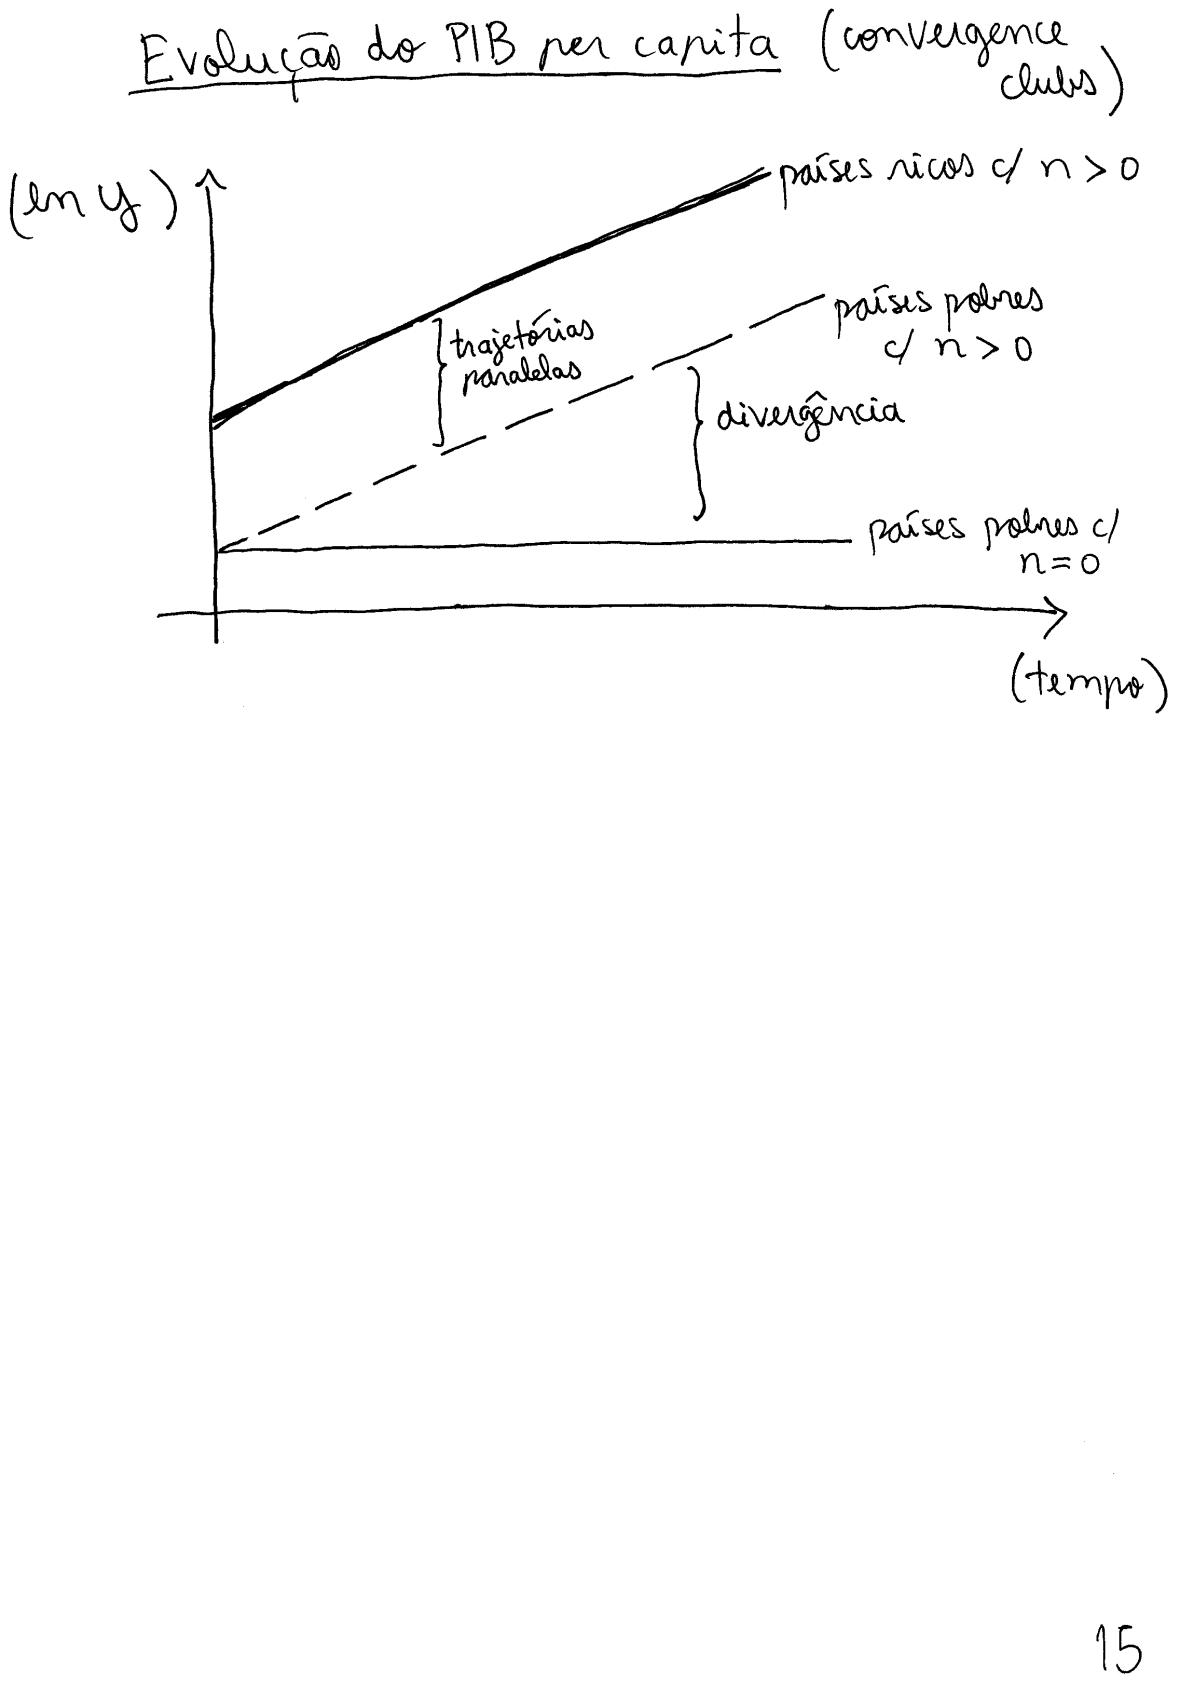 Evolução do PIB per capita (convergence
clubs)
(ln y)
países ricos c/ n > 0
países pobres
c/ n > 0
trajetórias
paralelas
divergência
países pobres c/
n = 0
(tempo)
15